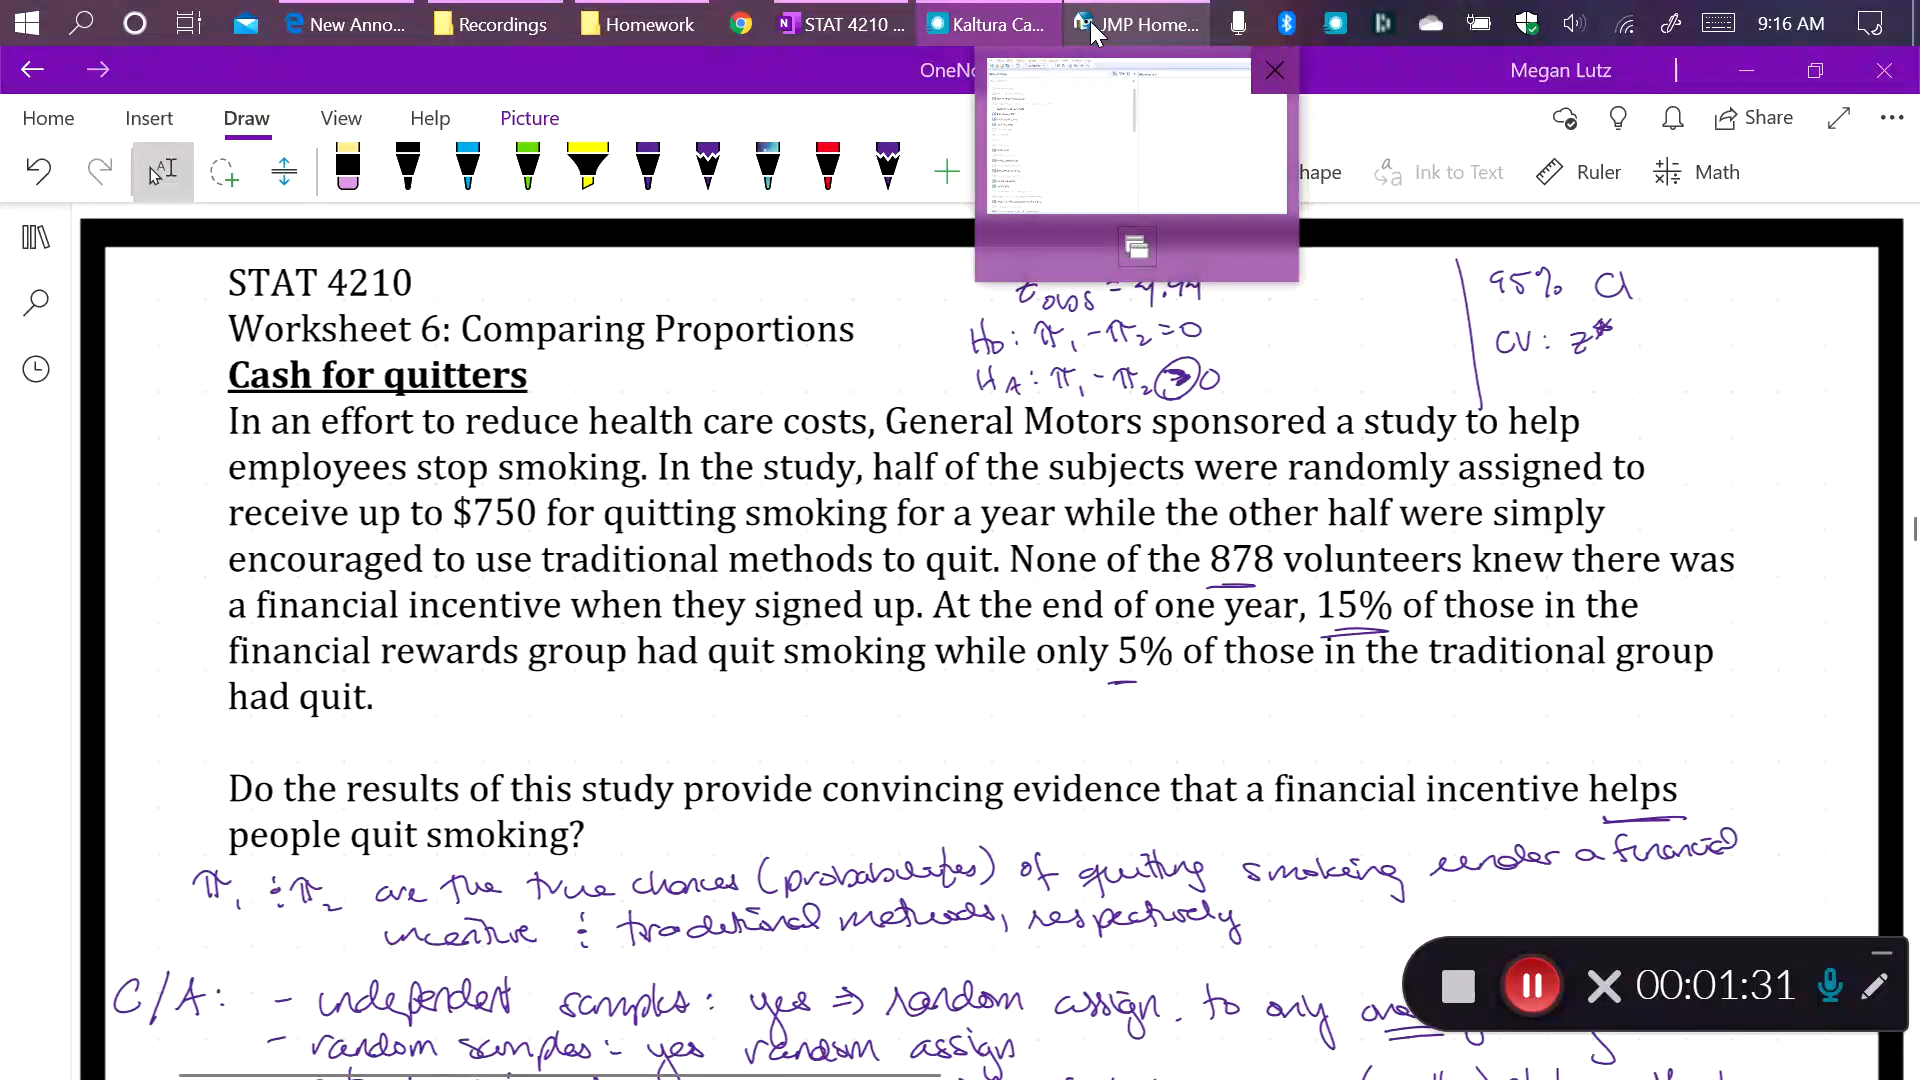 New Anno...
Recordings
Homework
STAT 4210 ...
Kaltura Ca...
JMP Home...
9:16 AM
OneNo
Megan Lutz
Home
Insert
Draw
View
Help
Picture
Share
hape
Ink to Text
Ruler
Math
STAT 4210
Worksheet 6: Comparing Proportions
Cash for quitters
z obs = 4.94
H₀: π₁ - π₂ = 0
H_A: π₁ - π₂ > 0
95% CI
CV: z*
In an effort to reduce health care costs, General Motors sponsored a study to help
employees stop smoking. In the study, half of the subjects were randomly assigned to
receive up to $750 for quitting smoking for a year while the other half were simply
encouraged to use traditional methods to quit. None of the 878 volunteers knew there was
a financial incentive when they signed up. At the end of one year, 15% of those in the
financial rewards group had quit smoking while only 5% of those in the traditional group
had quit.
Do the results of this study provide convincing evidence that a financial incentive helps
people quit smoking?
π₁ & π₂ are the true chances (probabilities) of quitting smoking under a financial
incentive & traditional methods, respectively
C/A: - independent samples: yes ⇒ random assign. to only
- random samples: yes random assign
00:01:31